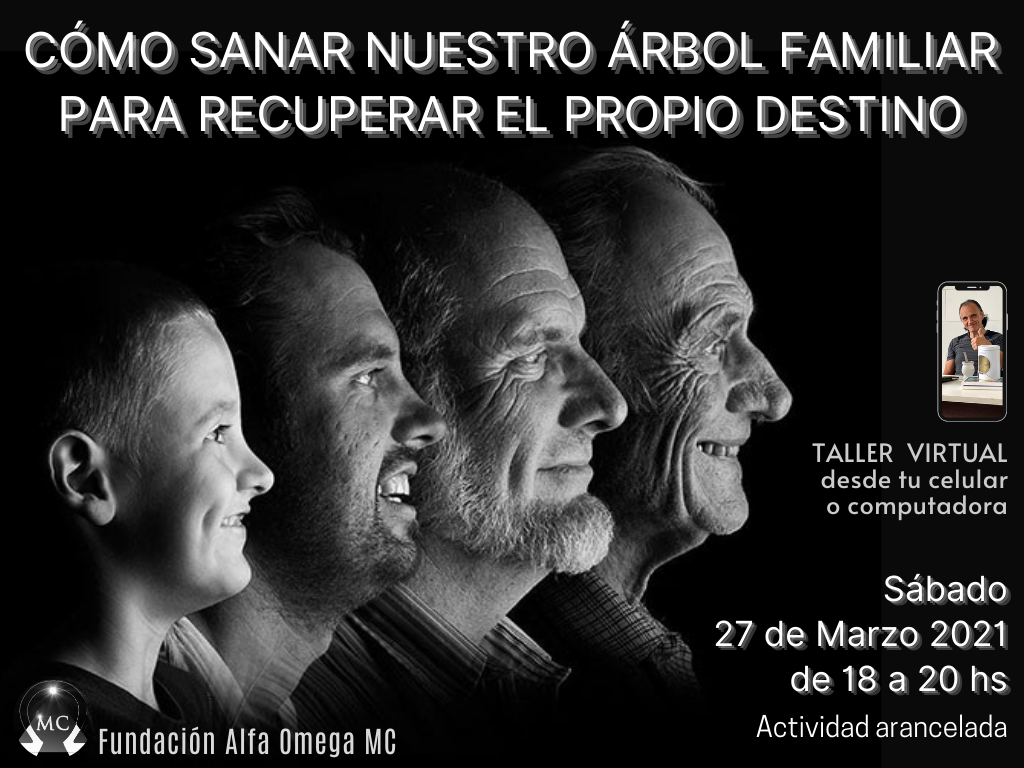 CÓMO SANAR NUESTRO ÁRBOL FAMILIAR
PARA RECUPERAR EL PROPIO DESTINO
TALLER VIRTUAL
desde tu celular
o computadora
Sábado
27 de Marzo 2021
de 18 a 20 hs
Actividad arancelada
MC
Fundación Alfa Omega MC